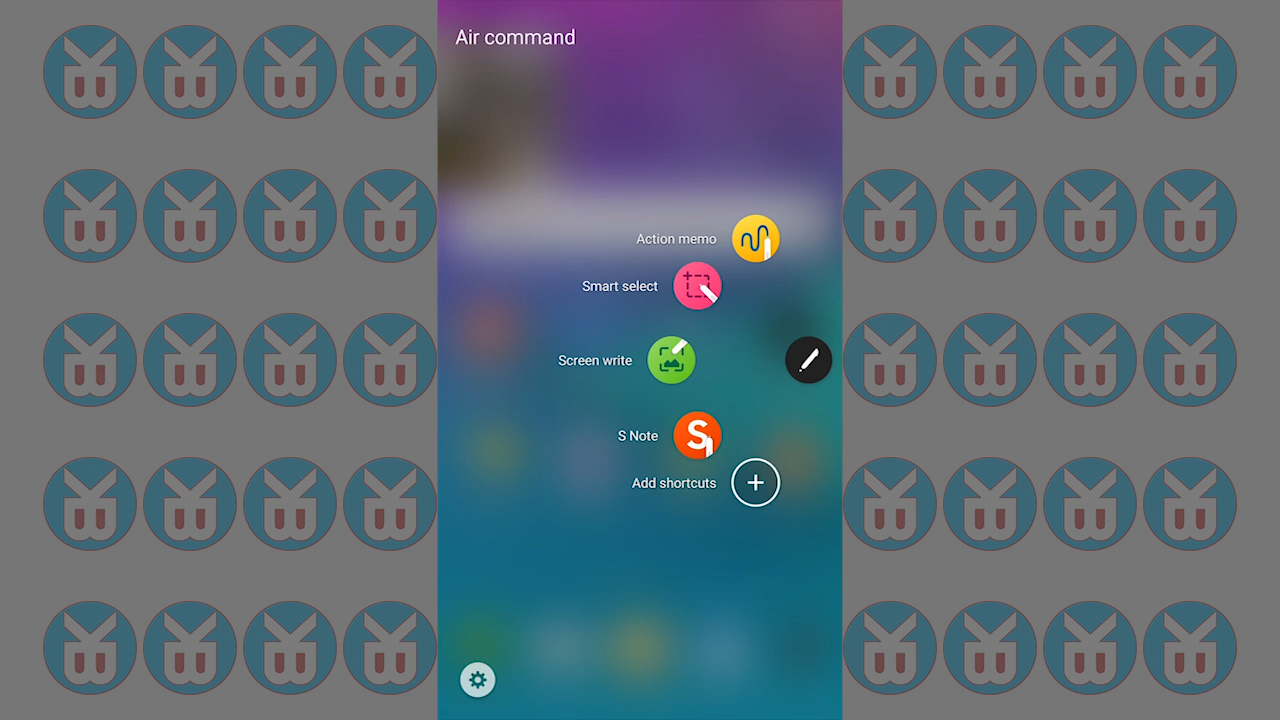 Air command
Action memo
Smart select
Screen write
S Note
Add shortcuts